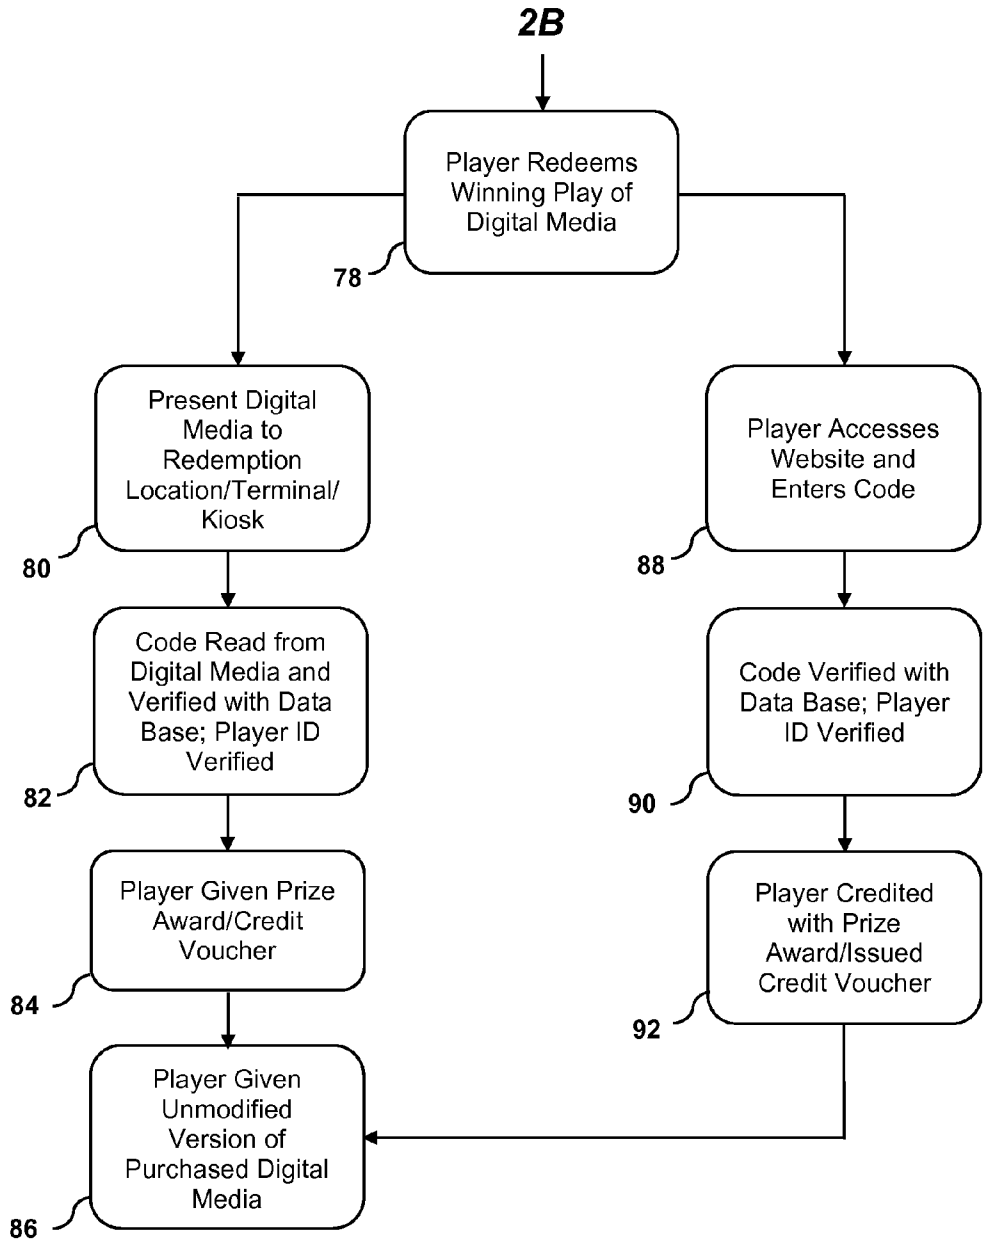 2B
Player Redeems
Winning Play of
Digital Media
78
Present Digital
Media to
Redemption
Location/Terminal/
Kiosk
80
Player Accesses
Website and
Enters Code
88
Code Read from
Digital Media and
Verified with Data
Base; Player ID
Verified
82
Code Verified with
Data Base; Player
ID Verified
90
Player Given Prize
Award/Credit
Voucher
84
Player Credited
with Prize
Award/Issued
Credit Voucher
92
Player Given
Unmodified
Version of
Purchased Digital
Media
86